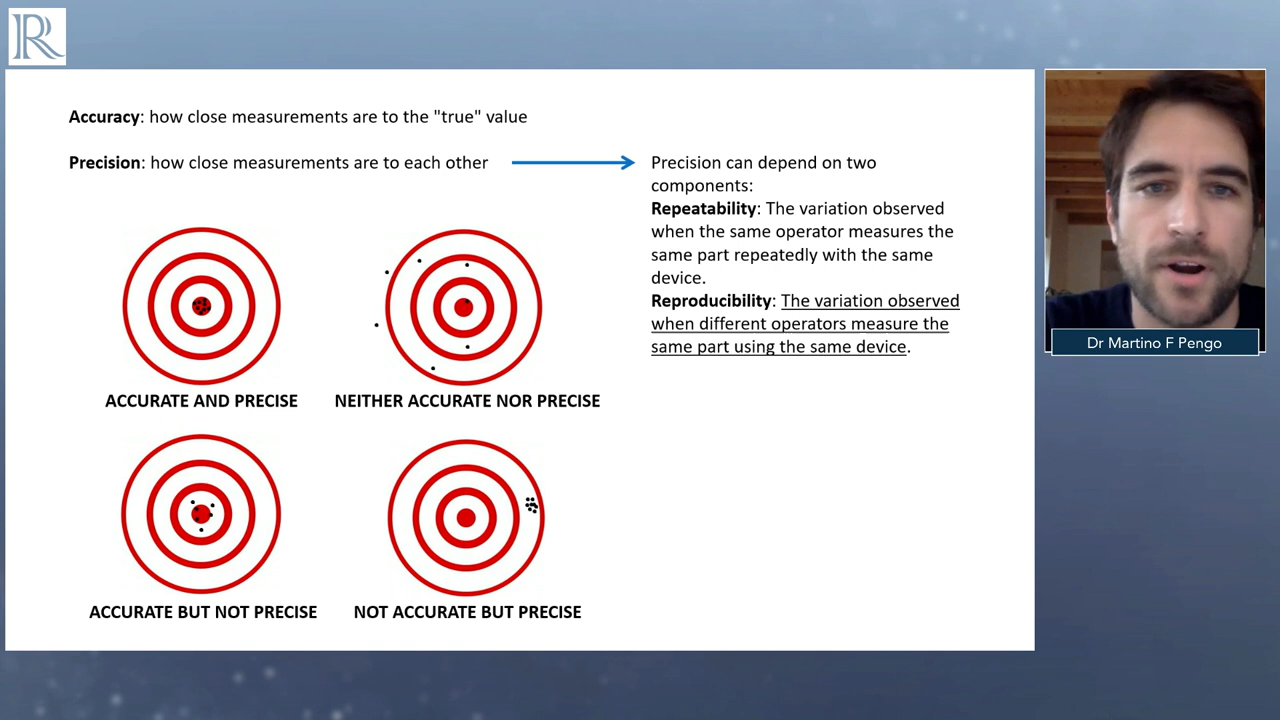 R
Accuracy: how close measurements are to the "true" value
Precision: how close measurements are to each other
Precision can depend on two
components:
Repeatability: The variation observed
when the same operator measures the
same part repeatedly with the same
device.
Reproducibility: The variation observed
when different operators measure the
same part using the same device.
ACCURATE AND PRECISE
NEITHER ACCURATE NOR PRECISE
ACCURATE BUT NOT PRECISE
NOT ACCURATE BUT PRECISE
Dr Martino F Pengo